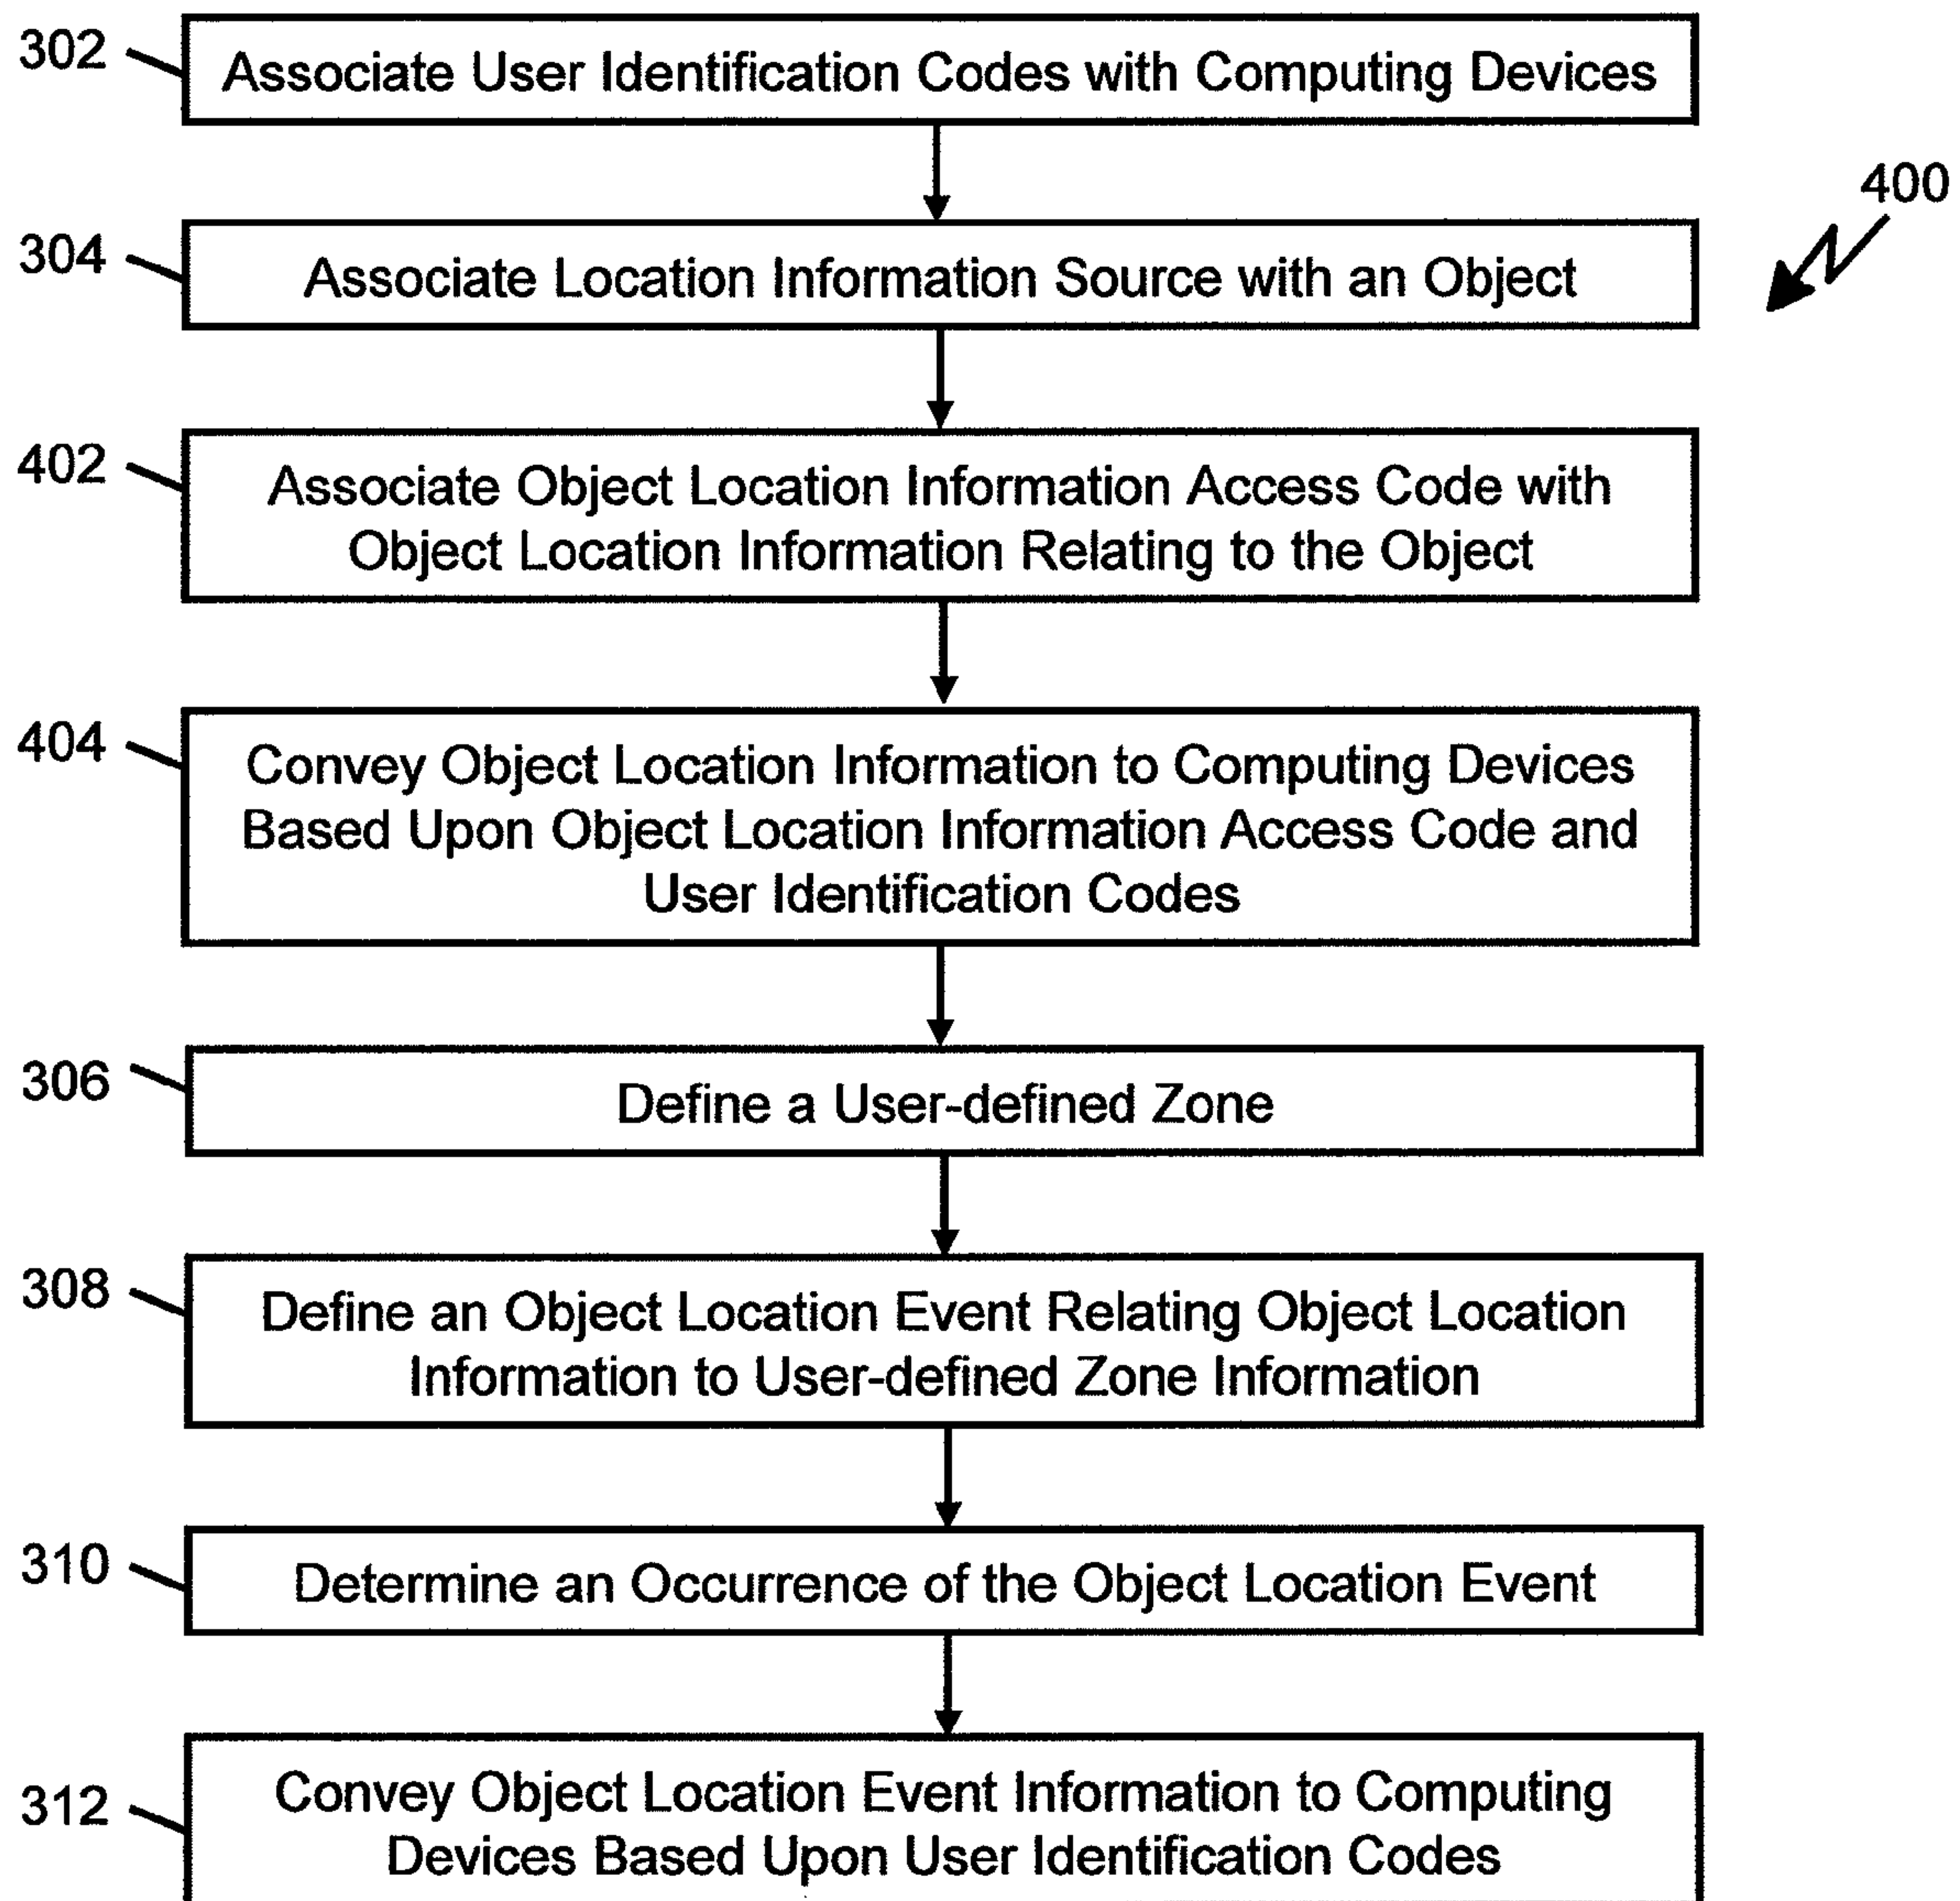 302
Associate User Identification Codes with Computing Devices
400
304
Associate Location Information Source with an Object
402
Associate Object Location Information Access Code with
Object Location Information Relating to the Object
404
Convey Object Location Information to Computing Devices
Based Upon Object Location Information Access Code and
User Identification Codes
306
Define a User-defined Zone
308
Define an Object Location Event Relating Object Location
Information to User-defined Zone Information
310
Determine an Occurrence of the Object Location Event
312
Convey Object Location Event Information to Computing
Devices Based Upon User Identification Codes